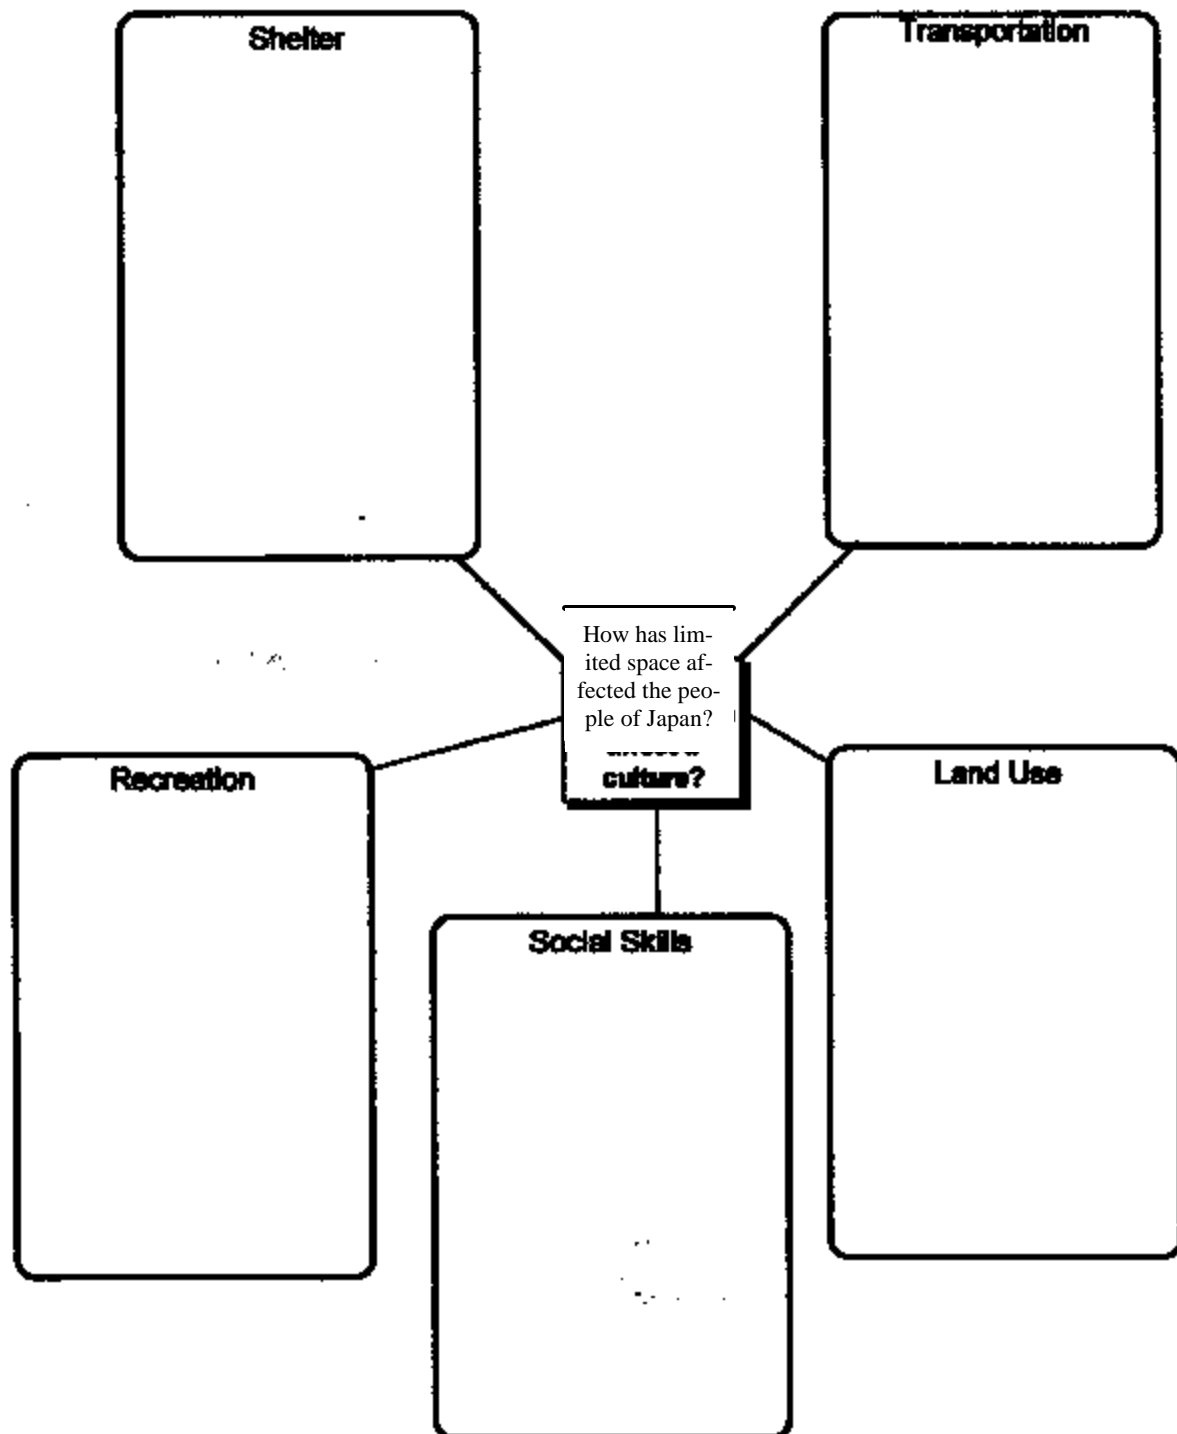 Shelter
Transportation
How has lim-
ited space af-
fected the peo-
ple of Japan?
culture?
Recreation
Land Use
Social Skills